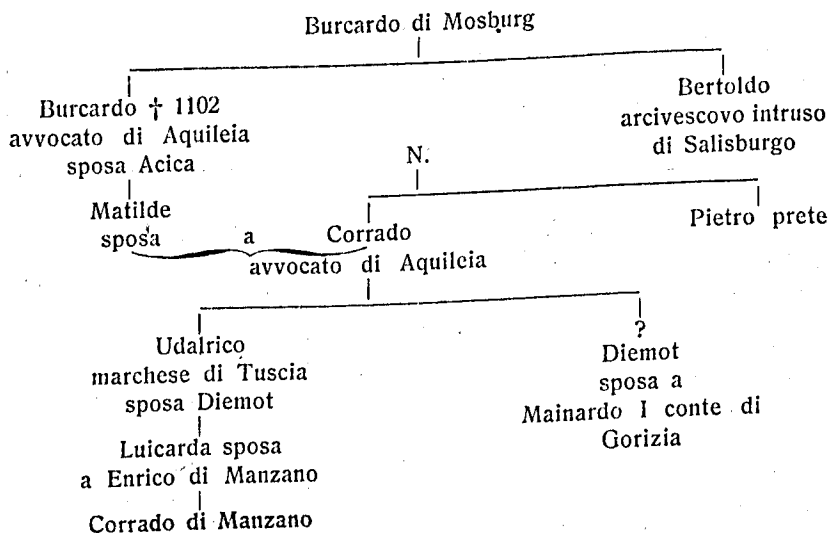 Burcardo di Mosburg
Burcardo † 1102
avvocato di Aquileia
sposa Acica
Bertoldo
arcivescovo intruso
di Salisburgo
N.
Matilde
sposa a Corrado
avvocato di Aquileia
Pietro prete
Udalrico
marchese di Tuscia
sposa Diemot
?
Diemot
sposa a
Mainardo I conte di
Gorizia
Luicarda sposa
a Enrico di Manzano
Corrado di Manzano